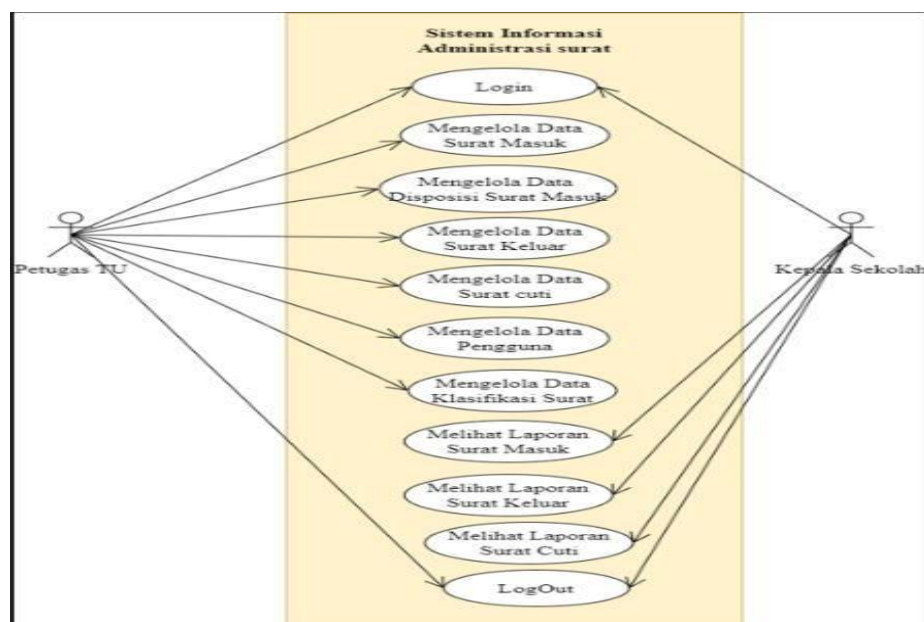 Sistem Informasi
Administrasi surat
Login
Mengelola Data
Surat Masuk
Mengelola Data
Disposisi Surat Masuk
Mengelola Data
Surat Keluar
Petugas TU
Kepala Sekolah
Mengelola Data
Surat cuti
Mengelola Data
Pengguna
Mengelola Data
Klasifikasi Surat
Melihat Laporan
Surat Masuk
Melihat Laporan
Surat Keluar
Melihat Laporan
Surat Cuti
LogOut